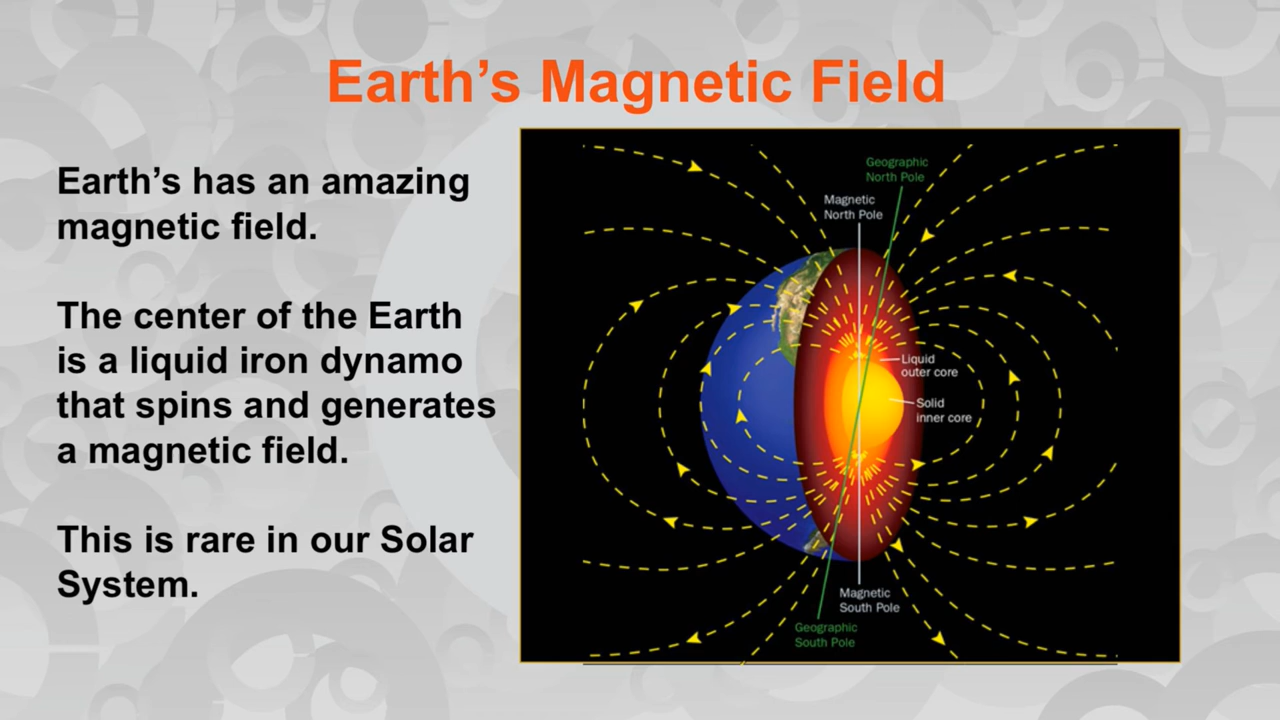 Earth’s Magnetic Field
Earth’s has an amazing
magnetic field.
The center of the Earth
is a liquid iron dynamo
that spins and generates
a magnetic field.
This is rare in our Solar
System.
Geographic
North Pole
Magnetic
North Pole
Liquid
outer core
Solid
inner core
Magnetic
South Pole
Geographic
South Pole